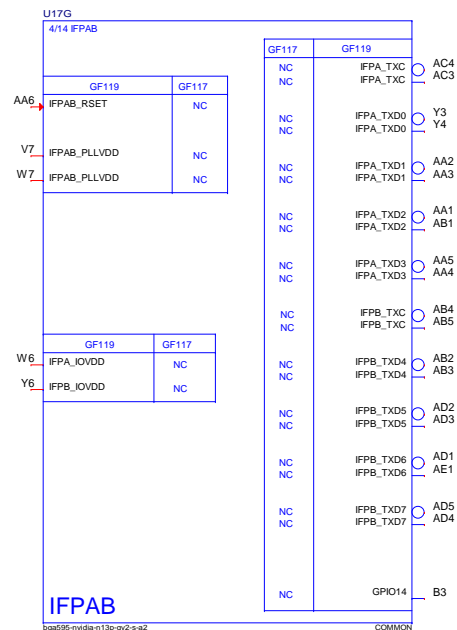 U17G
4/14 IFPAB
GF119 GF117
AA6 IFPAB_RSET NC
V7 IFPAB_PLLVDD NC
W7 IFPAB_PLLVDD NC
GF119 GF117
W6 IFPA_IOVDD NC
Y6 IFPB_IOVDD NC
GF117 GF119
NC IFPA_TXC AC4
NC IFPA_TXC AC3
NC IFPA_TXD0 Y3
NC IFPA_TXD0 Y4
NC IFPA_TXD1 AA2
NC IFPA_TXD1 AA3
NC IFPA_TXD2 AA1
NC IFPA_TXD2 AB1
NC IFPA_TXD3 AA5
NC IFPA_TXD3 AA4
NC IFPB_TXC AB4
NC IFPB_TXC AB5
NC IFPB_TXD4 AB2
NC IFPB_TXD4 AB3
NC IFPB_TXD5 AD2
NC IFPB_TXD5 AD3
NC IFPB_TXD6 AD1
NC IFPB_TXD6 AE1
NC IFPB_TXD7 AD5
NC IFPB_TXD7 AD4
NC GPIO14 B3
IFPAB
bga595-nvidia-n13p-gv2-s-a2 COMMON